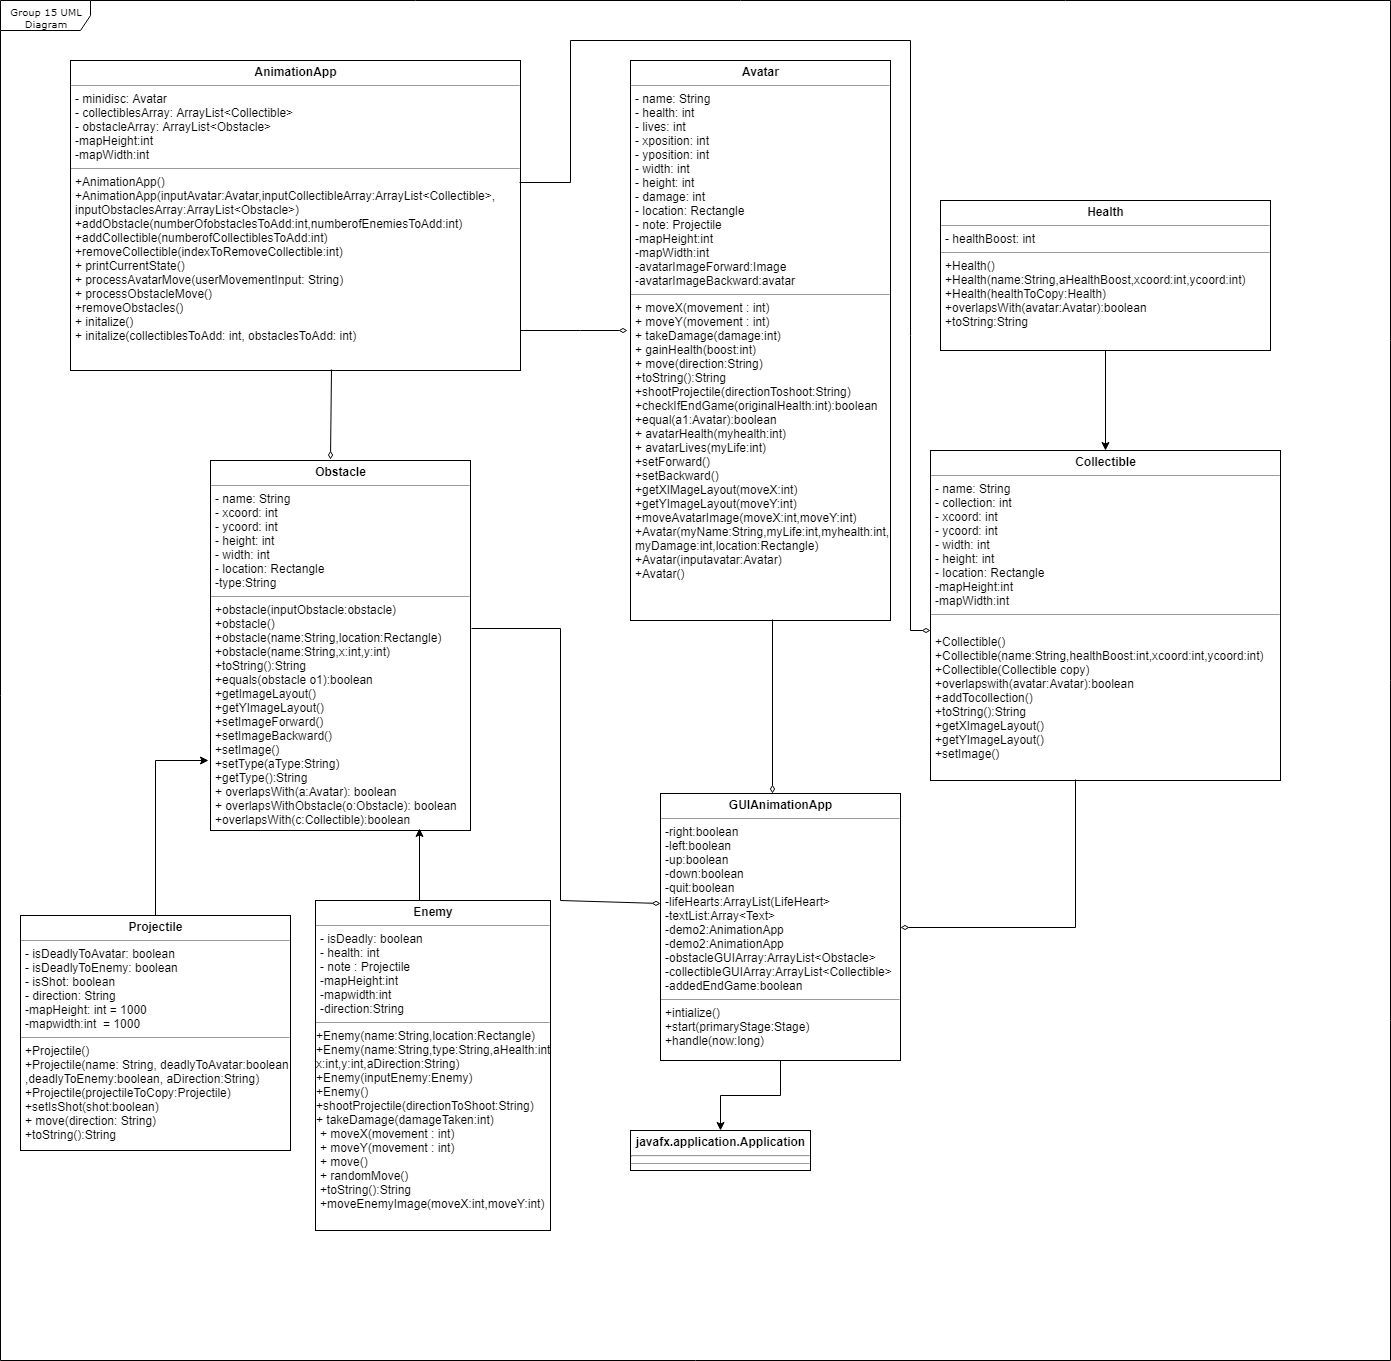 Group 15 UML
Diagram
AnimationApp
- minidisc: Avatar
- collectiblesArray: ArrayList<Collectible>
- obstacleArray: ArrayList<Obstacle>
-mapHeight:int
-mapWidth:int
+AnimationApp()
+AnimationApp(inputAvatar:Avatar,inputCollectibleArray:ArrayList<Collectible>,
inputObstaclesArray:ArrayList<Obstacle>)
+addObstacle(numberOfobstaclesToAdd:int,numberofEnemiesToAdd:int)
+addCollectible(numberofCollectiblesToAdd:int)
+removeCollectible(indexToRemoveCollectible:int)
+ printCurrentState()
+ processAvatarMove(userMovementInput: String)
+ processObstacleMove()
+removeObstacles()
+ initalize()
+ initalize(collectiblesToAdd: int, obstaclesToAdd: int)
Avatar
- name: String
- health: int
- lives: int
- xposition: int
- yposition: int
- width: int
- height: int
- damage: int
- location: Rectangle
- note: Projectile
-mapHeight:int
-mapWidth:int
-avatarImageForward:Image
-avatarImageBackward:avatar
+ moveX(movement : int)
+ moveY(movement : int)
+ takeDamage(damage:int)
+ gainHealth(boost:int)
+ move(direction:String)
+toString():String
+shootProjectile(directionToshoot:String)
+checkIfEndGame(originalHealth:int):boolean
+equal(a1:Avatar):boolean
+ avatarHealth(myhealth:int)
+ avatarLives(myLife:int)
+setForward()
+setBackward()
+getXIMageLayout(moveX:int)
+getYImageLayout(moveY:int)
+moveAvatarImage(moveX:int,moveY:int)
+Avatar(myName:String,myLife:int,myhealth:int,
myDamage:int,location:Rectangle)
+Avatar(inputavatar:Avatar)
+Avatar()
Health
- healthBoost: int
+Health()
+Health(name:String,aHealthBoost,xcoord:int,ycoord:int)
+Health(healthToCopy:Health)
+overlapsWith(avatar:Avatar):boolean
+toString:String
Obstacle
- name: String
- xcoord: int
- ycoord: int
- height: int
- width: int
- location: Rectangle
-type:String
+obstacle(inputObstacle:obstacle)
+obstacle()
+obstacle(name:String,location:Rectangle)
+obstacle(name:String,x:int,y:int)
+toString():String
+equals(obstacle o1):boolean
+getImageLayout()
+getYImageLayout()
+setImageForward()
+setImageBackward()
+setImage()
+setType(aType:String)
+getType():String
+ overlapsWith(a:Avatar): boolean
+ overlapsWithObstacle(o:Obstacle): boolean
+overlapsWith(c:Collectible):boolean
Collectible
- name: String
- collection: int
- xcoord: int
- ycoord: int
- width: int
- height: int
- location: Rectangle
-mapHeight:int
-mapWidth:int
+Collectible()
+Collectible(name:String,healthBoost:int,xcoord:int,ycoord:int)
+Collectible(Collectible copy)
+overlapswith(avatar:Avatar):boolean
+addTocollection()
+toString():String
+getXImageLayout()
+getYImageLayout()
+setImage()
GUIAnimationApp
-right:boolean
-left:boolean
-up:boolean
-down:boolean
-quit:boolean
-lifeHearts:ArrayList(LifeHeart>
-textList:Array<Text>
-demo2:AnimationApp
-demo2:AnimationApp
-obstacleGUIArray:ArrayList<Obstacle>
-collectibleGUIArray:ArrayList<Collectible>
-addedEndGame:boolean
+intialize()
+start(primaryStage:Stage)
+handle(now:long)
Projectile
- isDeadlyToAvatar: boolean
- isDeadlyToEnemy: boolean
- isShot: boolean
- direction: String
-mapHeight: int = 1000
-mapwidth:int  = 1000
+Projectile()
+Projectile(name: String, deadlyToAvatar:boolean
,deadlyToEnemy:boolean, aDirection:String)
+Projectile(projectileToCopy:Projectile)
+setIsShot(shot:boolean)
+ move(direction: String)
+toString():String
Enemy
- isDeadly: boolean
- health: int
- note : Projectile
-mapHeight:int
-mapwidth:int
-direction:String
+Enemy(name:String,location:Rectangle)
+Enemy(name:String,type:String,aHealth:int
x:int,y:int,aDirection:String)
+Enemy(inputEnemy:Enemy)
+Enemy()
+shootProjectile(directionToShoot:String)
+ takeDamage(damageTaken:int)
+ moveX(movement : int)
+ moveY(movement : int)
+ move()
+ randomMove()
+toString():String
+moveEnemyImage(moveX:int,moveY:int)
javafx.application.Application